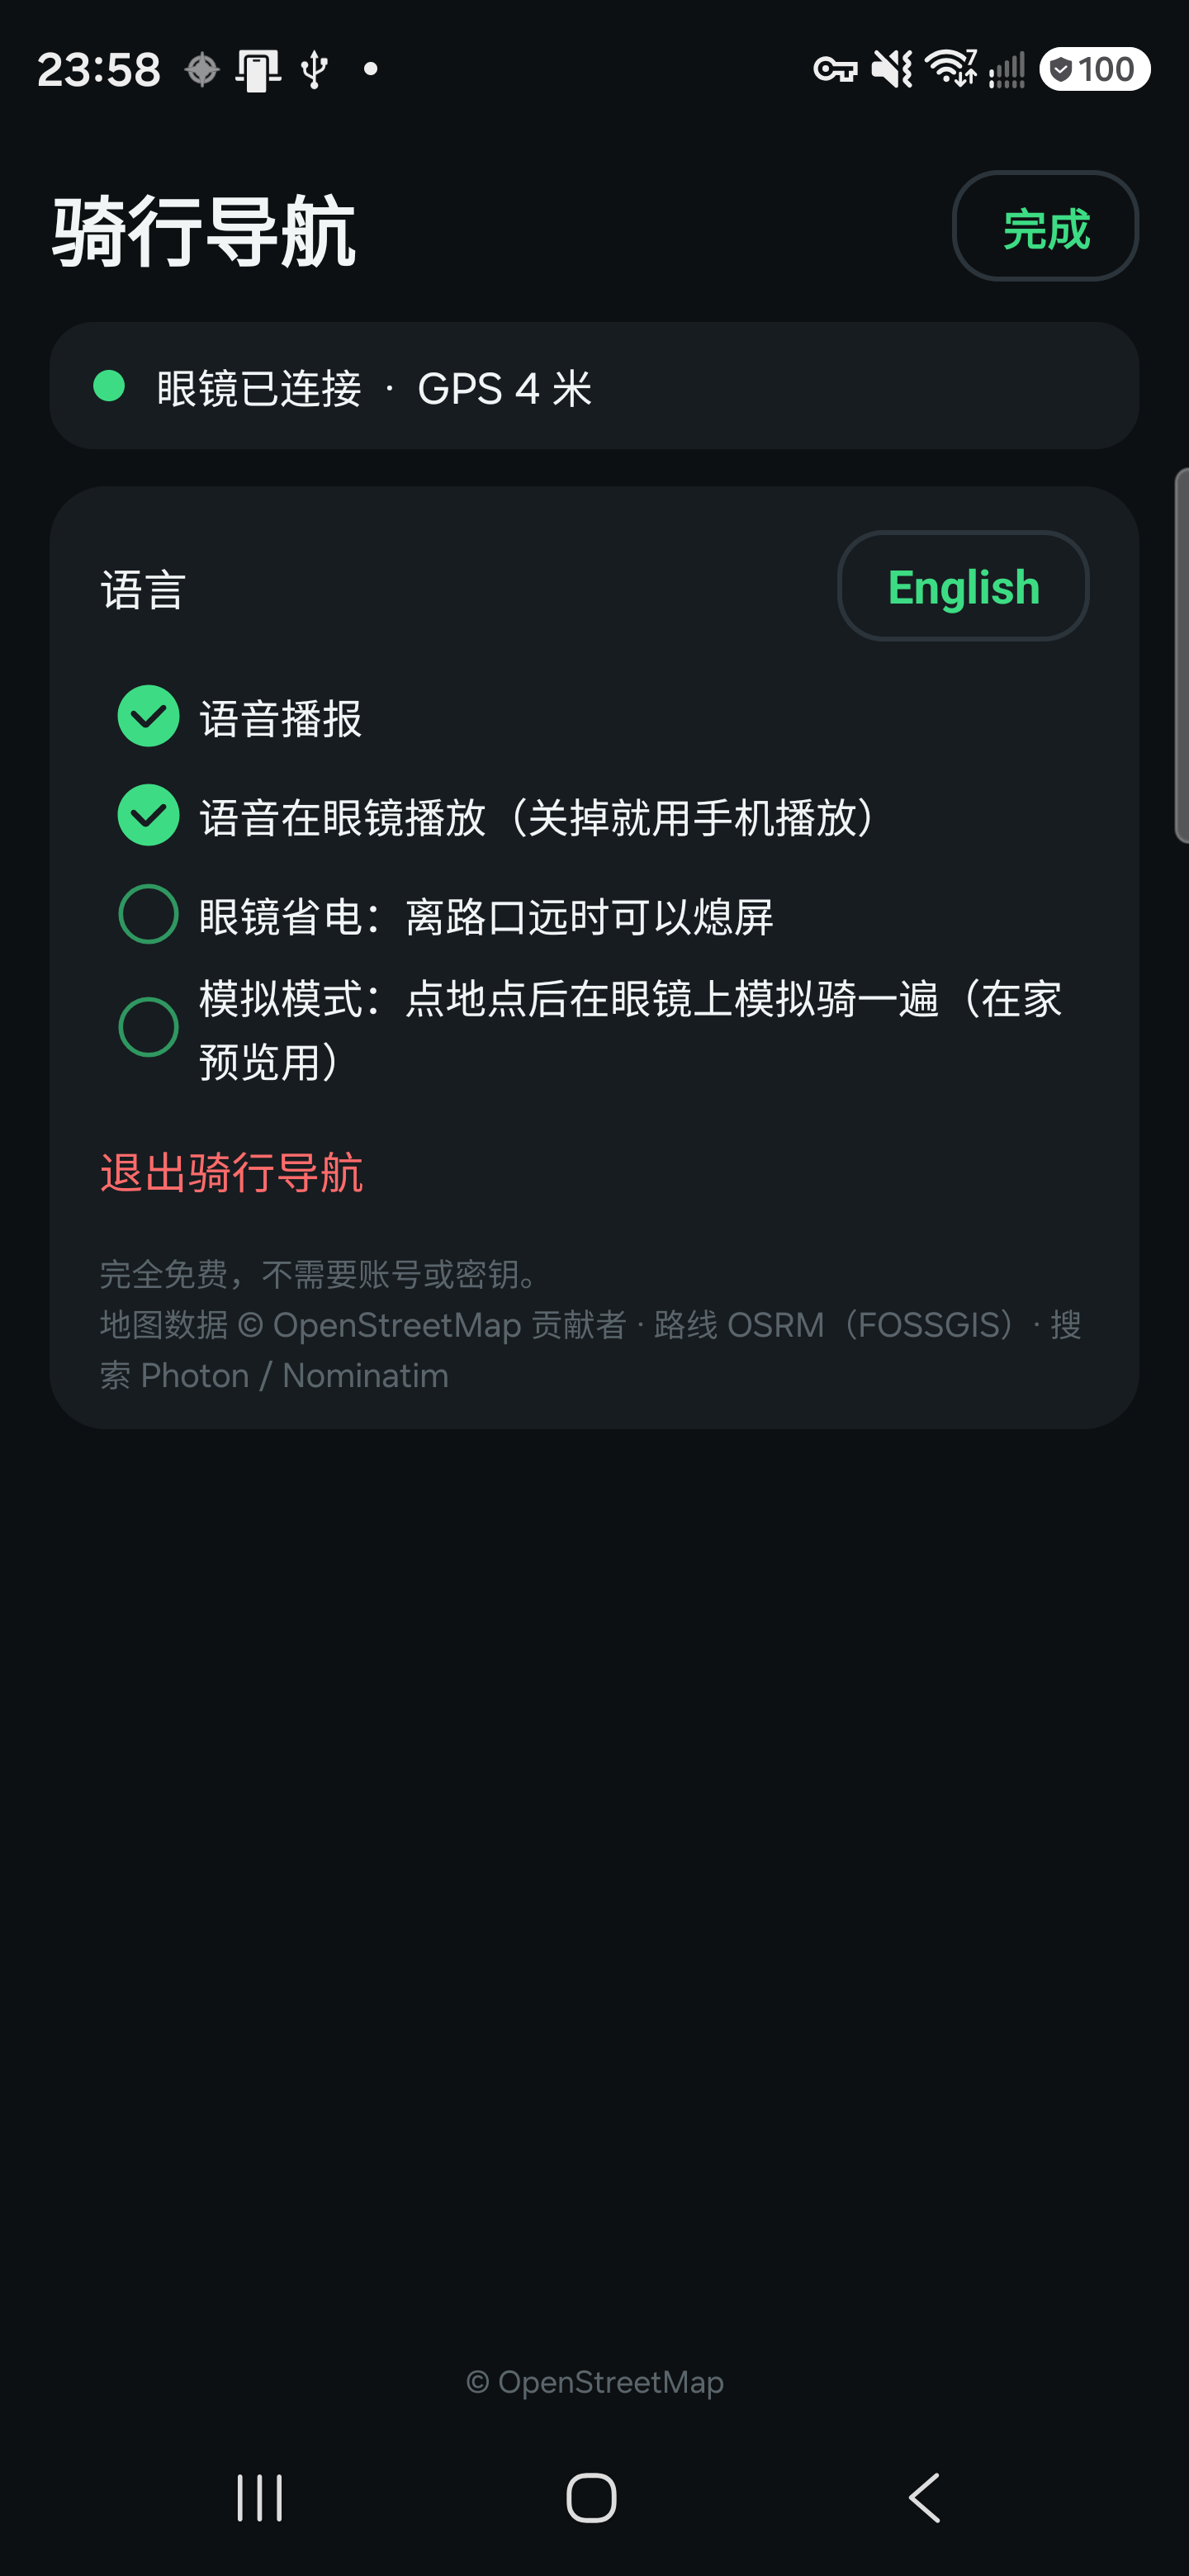 23:58
7
100
骑行导航
完成
眼镜已连接 · GPS 4 米
语言
English
语音播报
语音在眼镜播放（关掉就用手机播放）
眼镜省电：离路口远时可以熄屏
模拟模式：点地点后在眼镜上模拟骑一遍（在家
预览用）
退出骑行导航
完全免费，不需要账号或密钥。
地图数据 © OpenStreetMap 贡献者 · 路线 OSRM（FOSSGIS）· 搜
索 Photon / Nominatim
© OpenStreetMap